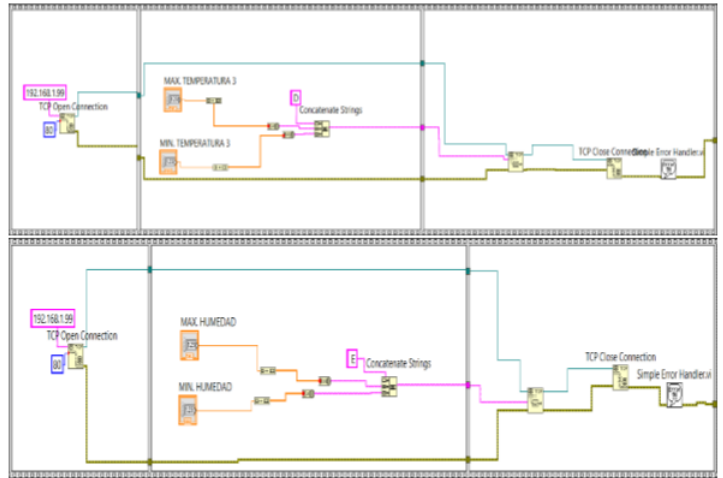 192.168.1.99
TCP Open Connection
80
MAX. TEMPERATURA 3
MIN. TEMPERATURA 3
D
Concatenate Strings
TCP Close Connection
Simple Error Handler.vi
192.168.1.99
TCP Open Connection
80
MAX. HUMEDAD
MIN. HUMEDAD
E
Concatenate Strings
TCP Close Connection
Simple Error Handler.vi